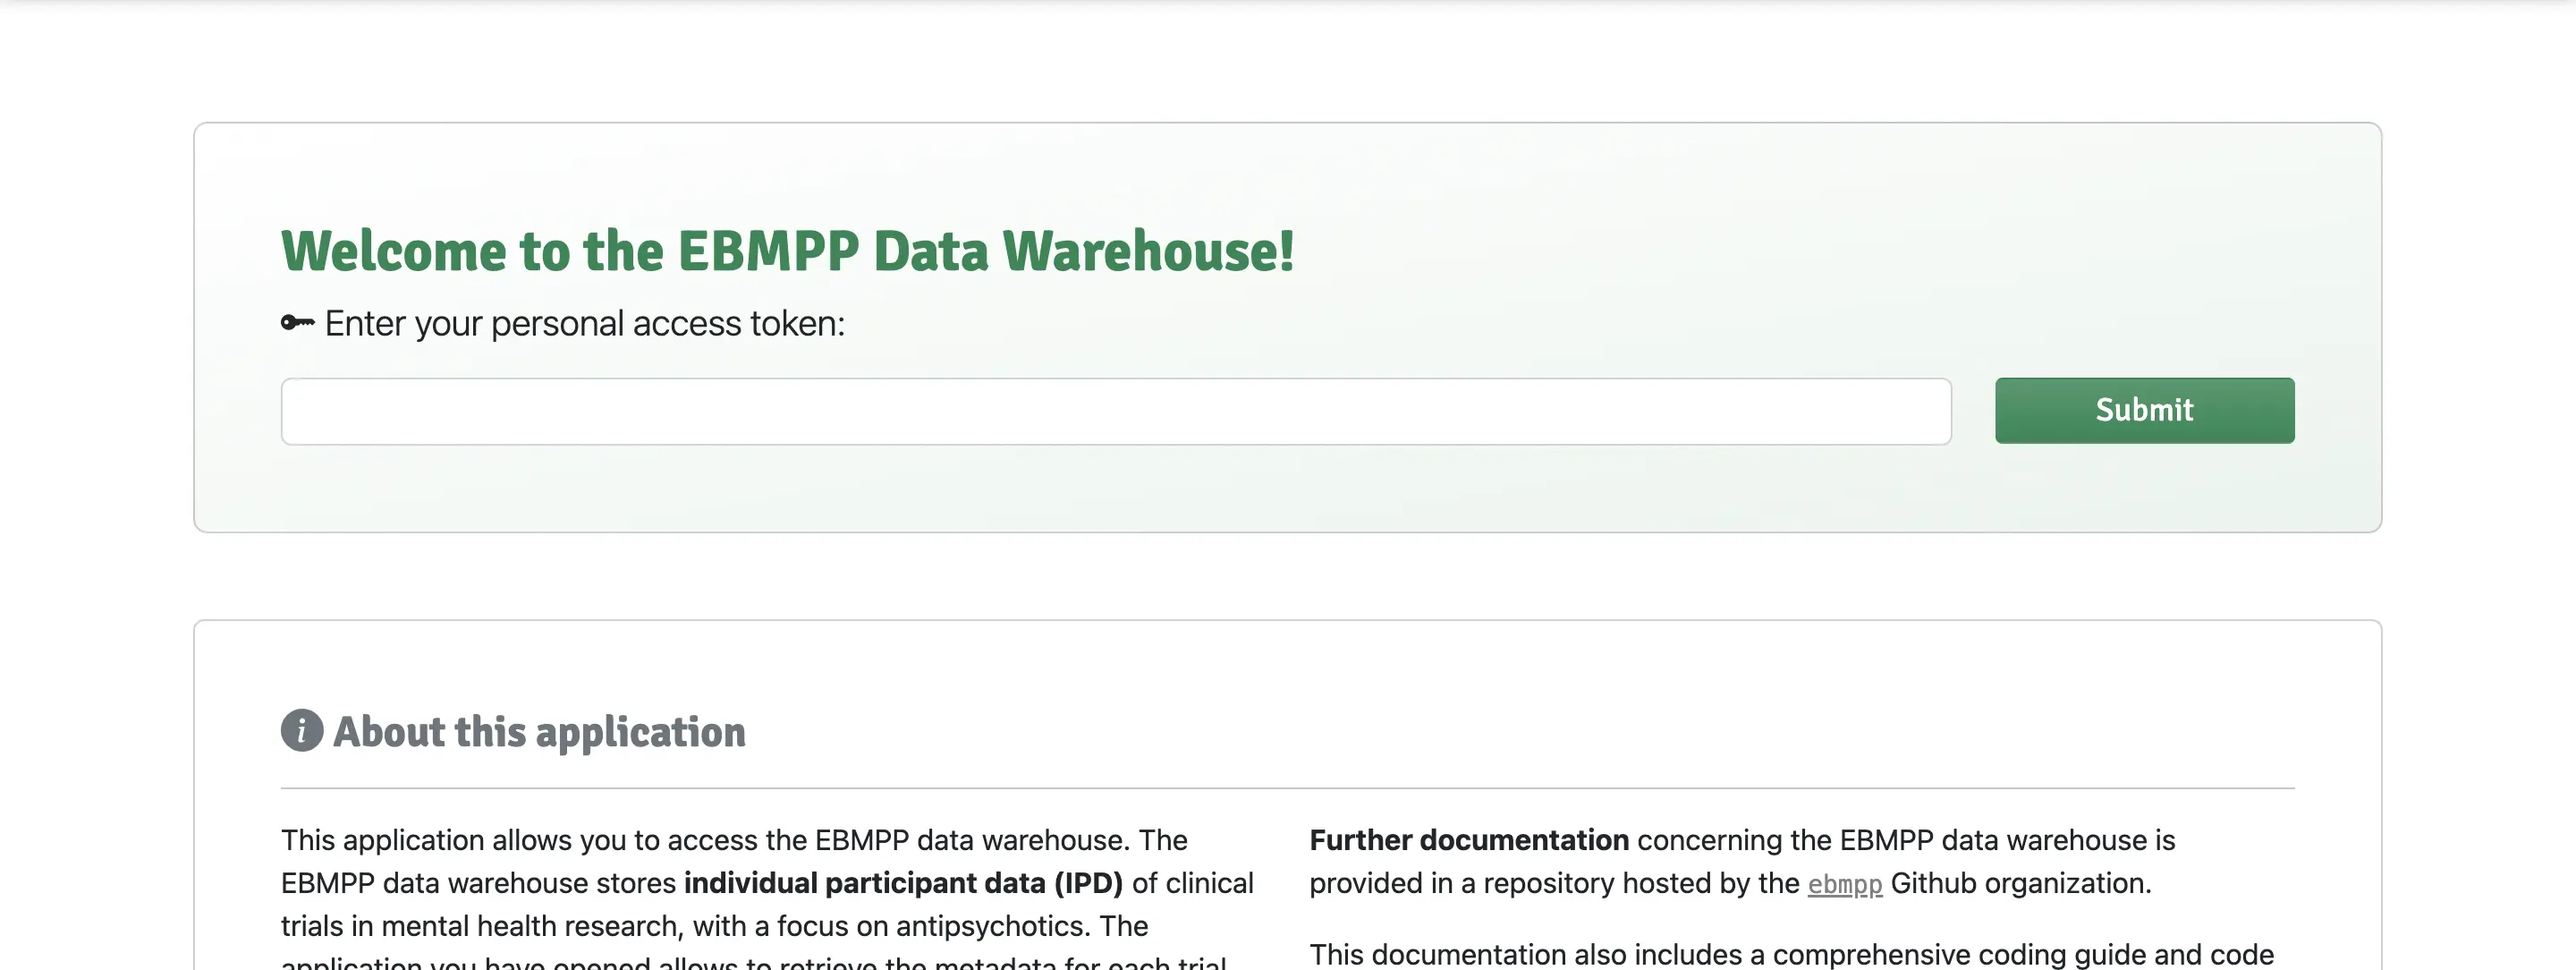 Welcome to the EBMPP Data Warehouse!
Enter your personal access token:
Submit
About this application
This application allows you to access the EBMPP data warehouse. The
EBMPP data warehouse stores individual participant data (IPD) of clinical
trials in mental health research, with a focus on antipsychotics. The
application you have opened allows to retrieve the metadata for each trial
Further documentation concerning the EBMPP data warehouse is
provided in a repository hosted by the ebmpp Github organization.
This documentation also includes a comprehensive coding guide and code